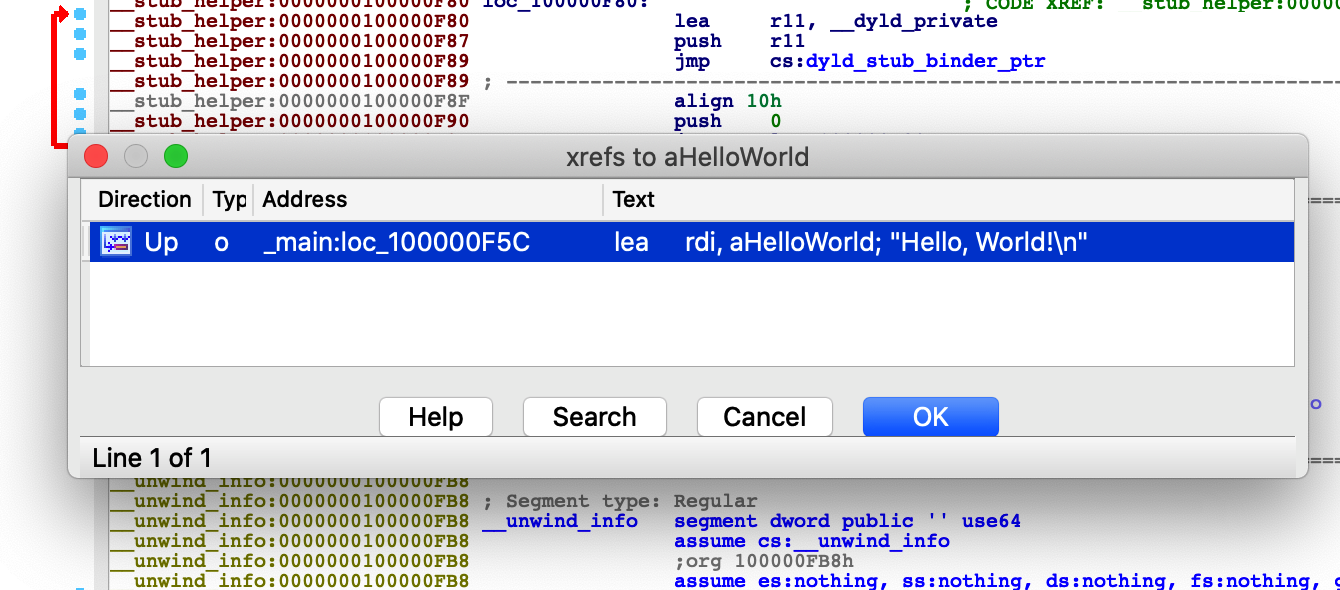 __stub_helper:0000000100000F80 loc_100000F80: ; CODE XREF: __stub_helper:00000
__stub_helper:0000000100000F80 lea r11, __dyld_private
__stub_helper:0000000100000F87 push r11
__stub_helper:0000000100000F89 jmp cs:dyld_stub_binder_ptr
__stub_helper:0000000100000F89 ; ---------------------------------------------------------------------------
__stub_helper:0000000100000F8F align 10h
__stub_helper:0000000100000F90 push 0
xrefs to aHelloWorld
Direction Typ Address Text
Up o _main:loc_100000F5C lea rdi, aHelloWorld; "Hello, World!\n"
Help Search Cancel OK
Line 1 of 1
__unwind_info:0000000100000FB8
__unwind_info:0000000100000FB8 ; Segment type: Regular
__unwind_info:0000000100000FB8 __unwind_info segment dword public '' use64
__unwind_info:0000000100000FB8 assume cs:__unwind_info
__unwind_info:0000000100000FB8 ;org 100000FB8h
__unwind_info:0000000100000FB8 assume es:nothing, ss:nothing, ds:nothing, fs:nothing,